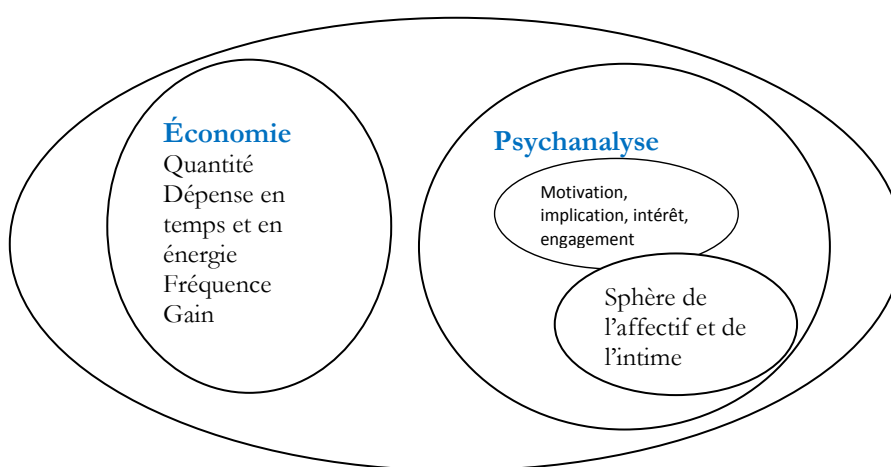 Économie
Quantité
Dépense en
temps et en
énergie
Fréquence
Gain
Psychanalyse
Motivation,
implication, intérêt,
engagement
Sphère de
l'affectif et de
l'intime